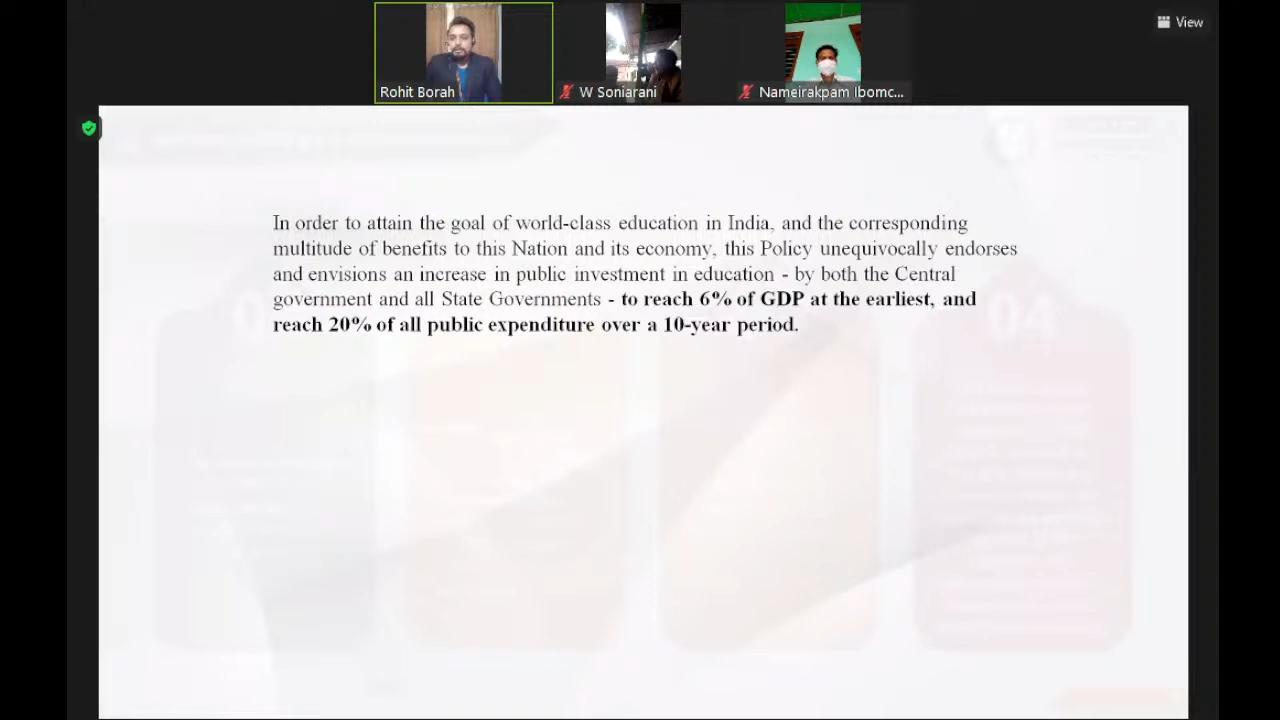 View
Rohit Borah
W Soniarani
Nameirakpam Ibomc...
In order to attain the goal of world-class education in India, and the corresponding
multitude of benefits to this Nation and its economy, this Policy unequivocally endorses
and envisions an increase in public investment in education - by both the Central
government and all State Governments - to reach 6% of GDP at the earliest, and
reach 20% of all public expenditure over a 10-year period.
04